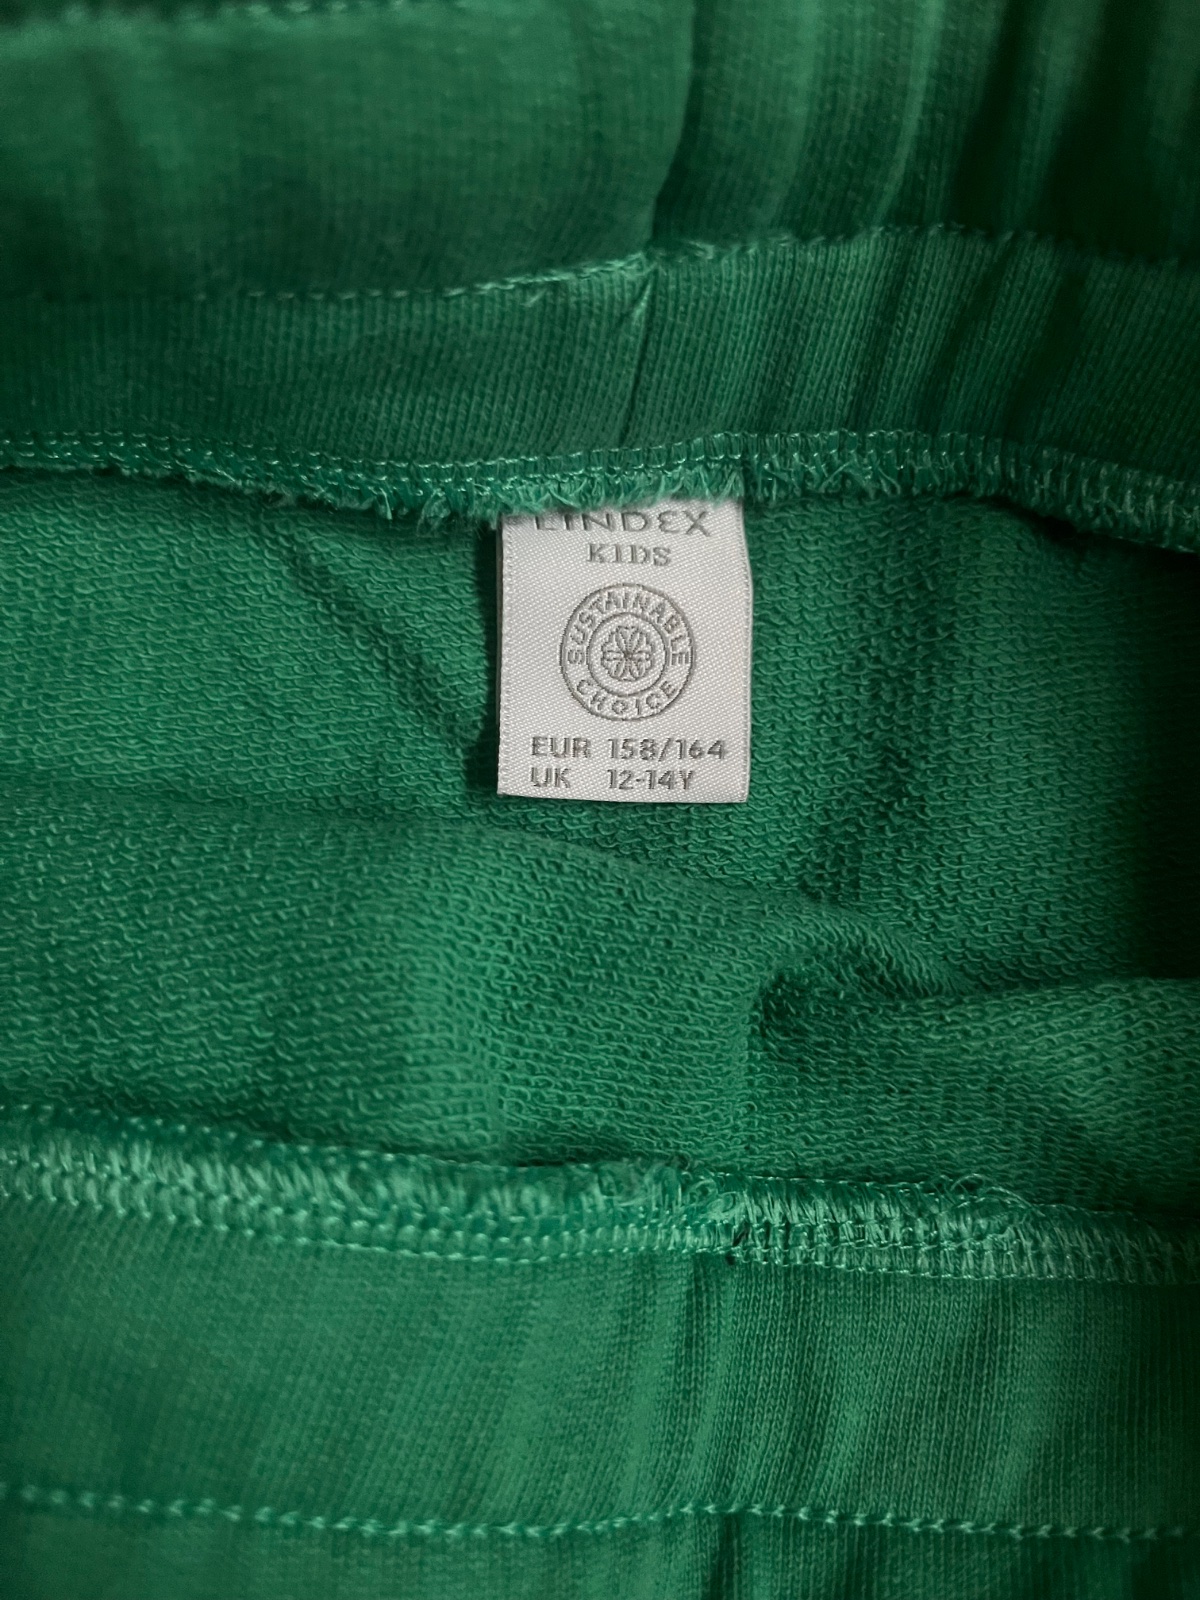 LINDEX
KIDS
SUSTAINABLE
CHOICE
EUR 158/164
UK 12-14Y